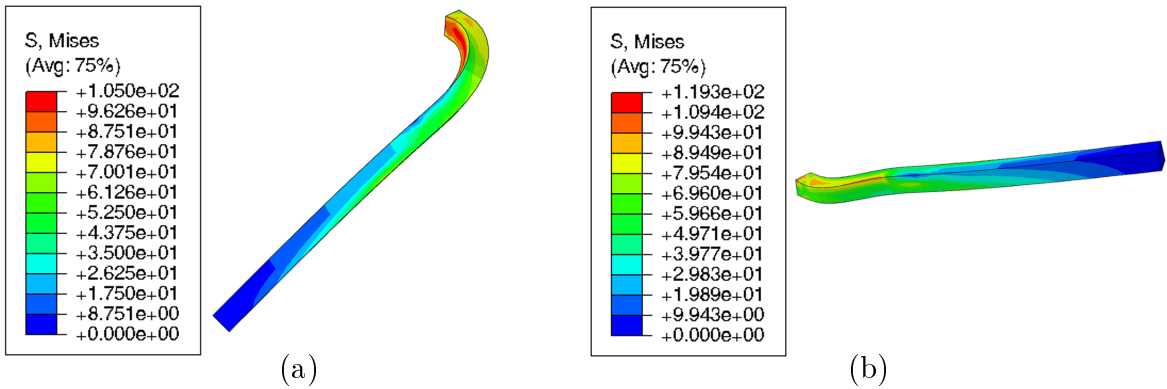 S, Mises
(Avg: 75%)
+1.050e+02
+9.626e+01
+8.751e+01
+7.876e+01
+7.001e+01
+6.126e+01
+5.250e+01
+4.375e+01
+3.500e+01
+2.625e+01
+1.750e+01
+8.751e+00
+0.000e+00
(a)
S, Mises
(Avg: 75%)
+1.193e+02
+1.094e+02
+9.943e+01
+8.949e+01
+7.954e+01
+6.960e+01
+5.966e+01
+4.971e+01
+3.977e+01
+2.983e+01
+1.989e+01
+9.943e+00
+0.000e+00
(b)